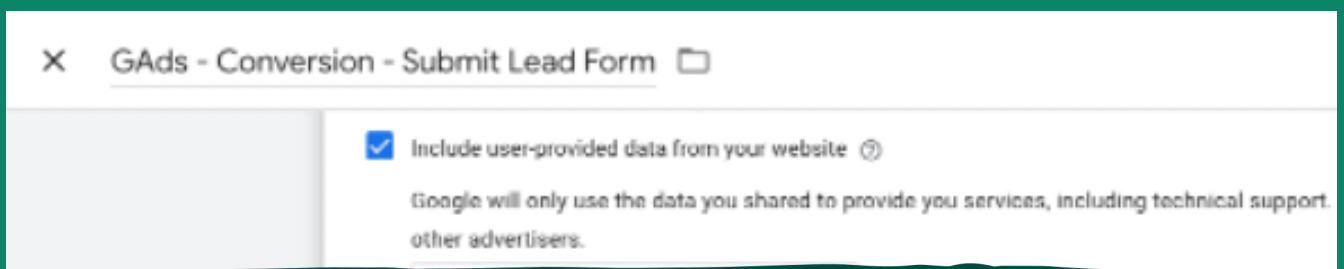 GAds - Conversion - Submit Lead Form
Include user-provided data from your website
Google will only use the data you shared to provide you services, including technical support.
other advertisers.